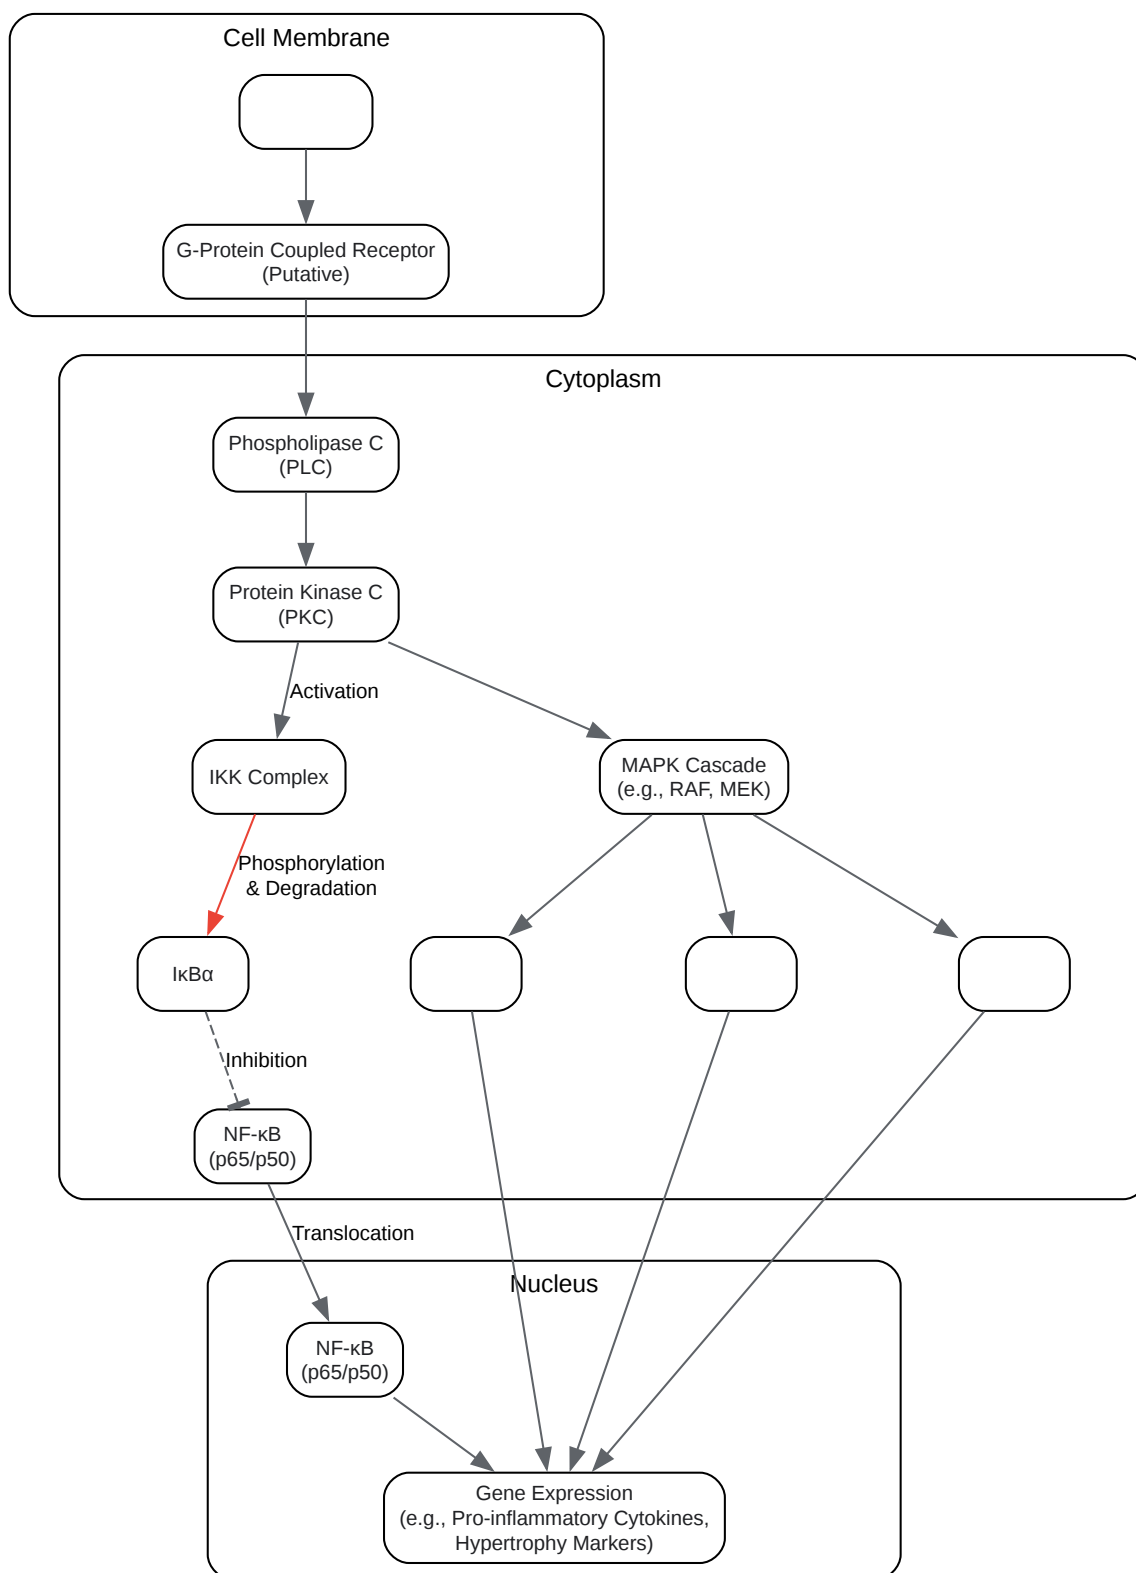 Cell Membrane
G-Protein Coupled Receptor
(Putative)
Cytoplasm
Phospholipase C
(PLC)
Protein Kinase C
(PKC)
Activation
IKK Complex
MAPK Cascade
(e.g., RAF, MEK)
Phosphorylation
& Degradation
IκBα
Inhibition
NF-κB
(p65/p50)
Translocation
Nucleus
NF-κB
(p65/p50)
Gene Expression
(e.g., Pro-inflammatory Cytokines,
Hypertrophy Markers)